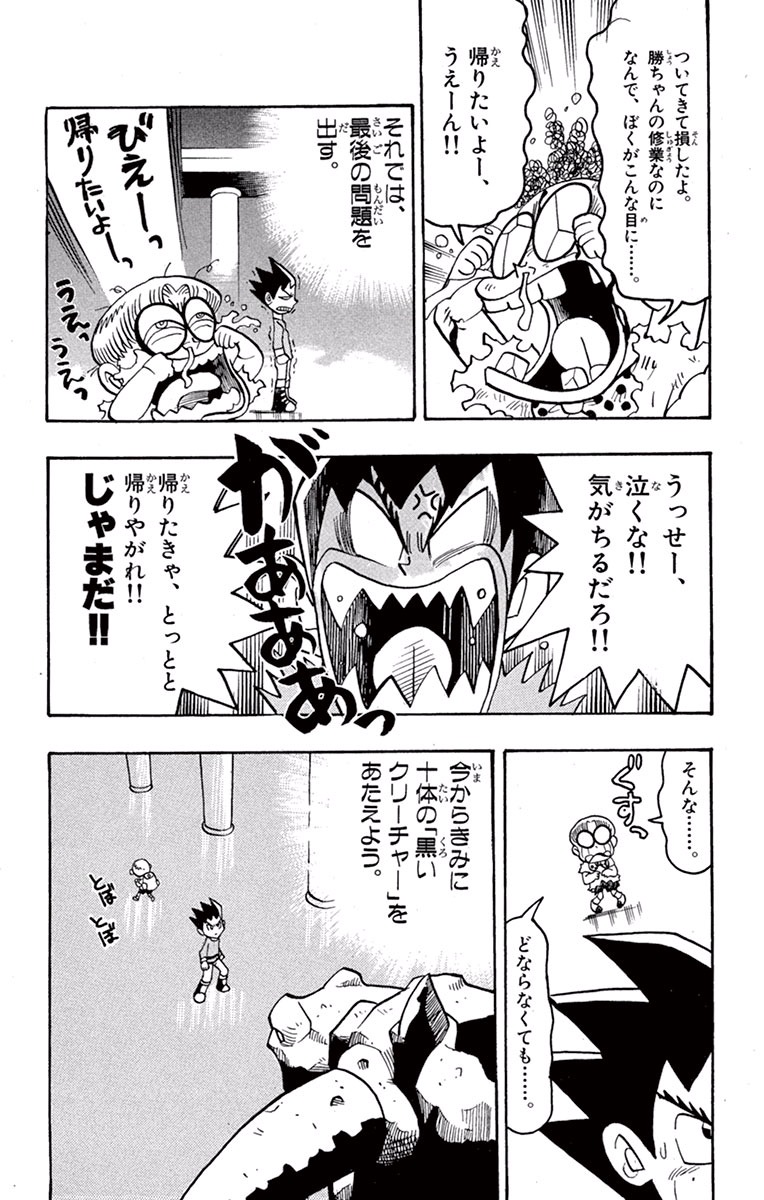 ついてきて損したよ。
勝ちゃんの修業なのに
なんで、ぼくがこんな目に……。
帰りたいよー、
うえーん!!
それでは、
最後の問題を
出す。
びえーっ
帰りたいよーっ
うえっ
うえっ
うっせー、
泣くな!!
気がちるだろ!!
があああぁっ
帰りたきゃ、とっとと
帰りやがれ!!
じゃまだ!!
そんな……。
ぐすっ
どならなくても……。
今からきみに
十体の「黒い
クリーチャー」を
あたえよう。
とぼ
とぼ